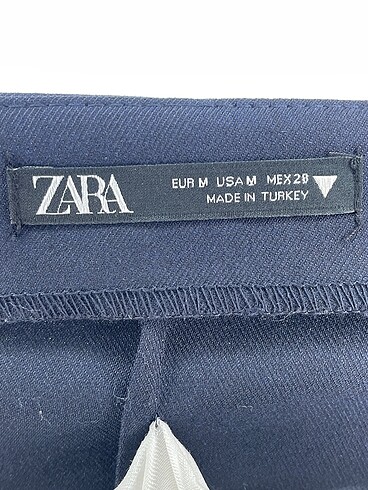 ZARA
EUR M USA M MEX 28
MADE IN TURKEY